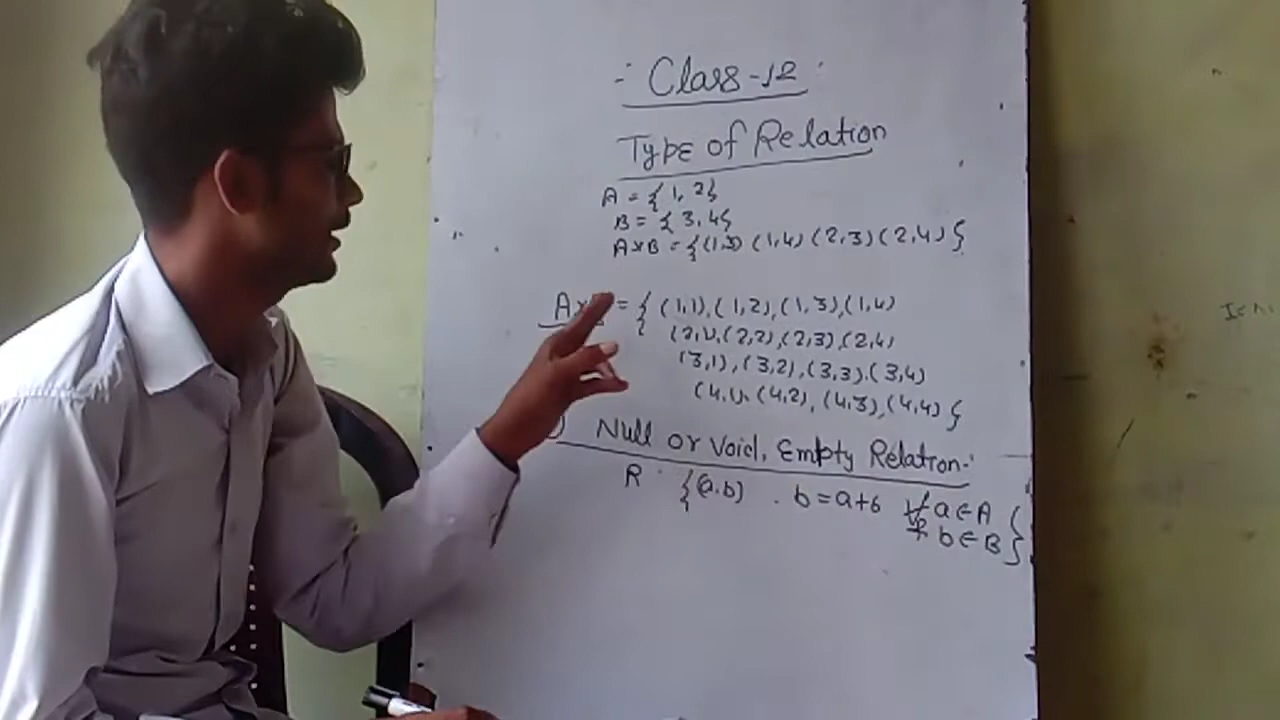 Class-12
Type of Relation
A = {1, 2}
B = {3, 4}
A×B = {(1,3) (1,4) (2,3) (2,4)}
A× = { (1,1), (1,2), (1,3), (1,4)
(2,1), (2,2), (2,3), (2,4)
(3,1), (3,2), (3,3), (3,4)
(4,1), (4,2), (4,3), (4,4) }
Null or Void, Empty Relation-:
R {(a,b) . b=a+6 a∈A
b∈B}